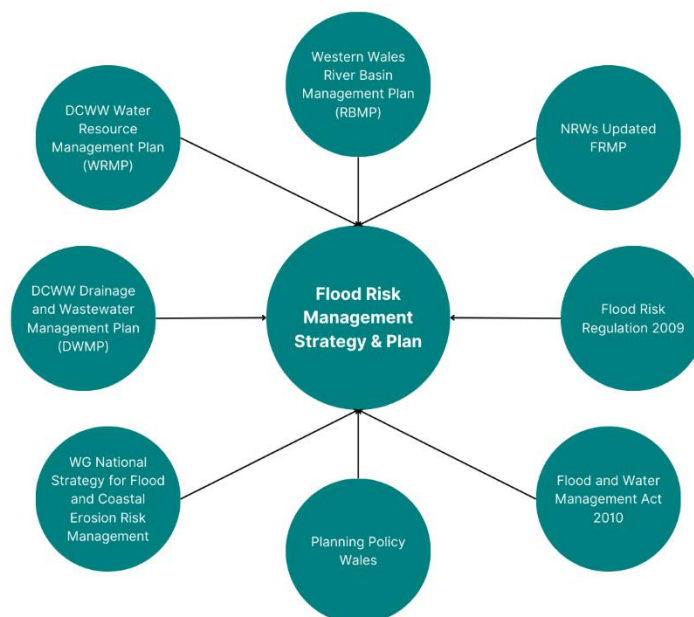 Western Wales
River Basin
Management Plan
(RBMP)
DCWW Water
Resource
Management Plan
(WRMP)
NRWs Updated
FRMP
DCWW Drainage
and Wastewater
Management Plan
(DWMP)
Flood Risk
Management
Strategy & Plan
Flood Risk
Regulation 2009
WG National
Strategy for Flood
and Coastal
Erosion Risk
Management
Planning Policy
Wales
Flood and Water
Management Act
2010